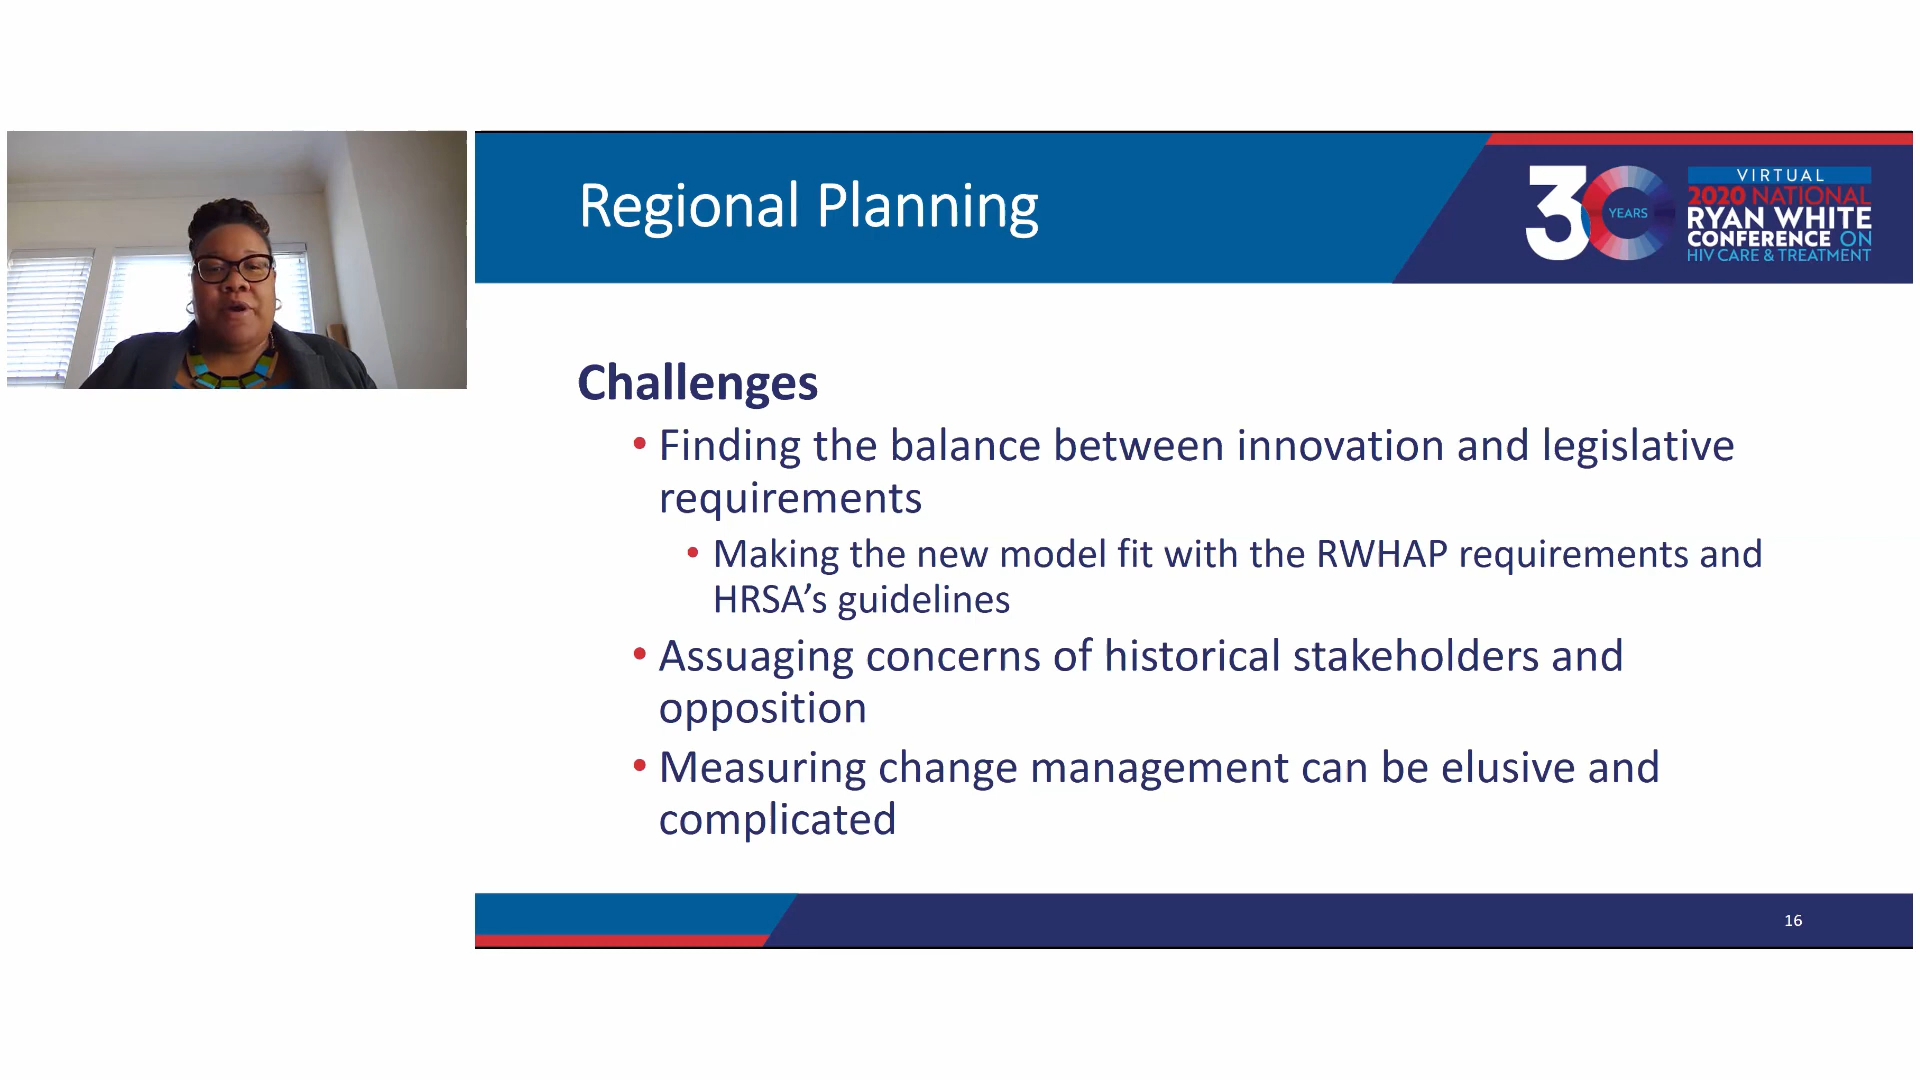 Regional Planning
30
YEARS
VIRTUAL
2020 NATIONAL
RYAN WHITE
CONFERENCE ON
HIV CARE & TREATMENT
Challenges
• Finding the balance between innovation and legislative
requirements
• Making the new model fit with the RWHAP requirements and
HRSA’s guidelines
• Assuaging concerns of historical stakeholders and
opposition
• Measuring change management can be elusive and
complicated
16